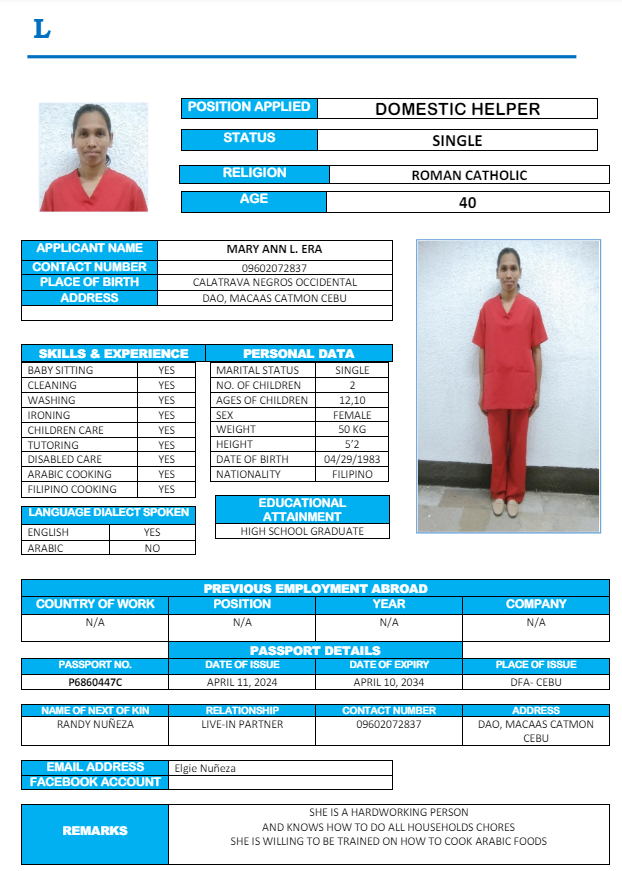 L
POSITION APPLIED DOMESTIC HELPER
STATUS SINGLE
RELIGION ROMAN CATHOLIC
AGE 40
APPLICANT NAME MARY ANN L. ERA
CONTACT NUMBER 09602072837
PLACE OF BIRTH CALATRAVA NEGROS OCCIDENTAL
ADDRESS DAO, MACAAS CATMON CEBU
SKILLS & EXPERIENCE
BABY SITTING YES
CLEANING YES
WASHING YES
IRONING YES
CHILDREN CARE YES
TUTORING YES
DISABLED CARE YES
ARABIC COOKING YES
FILIPINO COOKING YES
PERSONAL DATA
MARITAL STATUS SINGLE
NO. OF CHILDREN 2
AGES OF CHILDREN 12,10
SEX FEMALE
WEIGHT 50 KG
HEIGHT 5’2
DATE OF BIRTH 04/29/1983
NATIONALITY FILIPINO
LANGUAGE DIALECT SPOKEN
ENGLISH YES
ARABIC NO
EDUCATIONAL
ATTAINMENT
HIGH SCHOOL GRADUATE
PREVIOUS EMPLOYMENT ABROAD
COUNTRY OF WORK POSITION YEAR COMPANY
N/A N/A N/A N/A
PASSPORT DETAILS
PASSPORT NO. DATE OF ISSUE DATE OF EXPIRY PLACE OF ISSUE
P6860447C APRIL 11, 2024 APRIL 10, 2034 DFA- CEBU
NAME OF NEXT OF KIN RELATIONSHIP CONTACT NUMBER ADDRESS
RANDY NUÑEZA LIVE-IN PARTNER 09602072837 DAO, MACAAS CATMON
CEBU
EMAIL ADDRESS Elgie Nuñeza
FACEBOOK ACCOUNT
REMARKS
SHE IS A HARDWORKING PERSON
AND KNOWS HOW TO DO ALL HOUSEHOLDS CHORES
SHE IS WILLING TO BE TRAINED ON HOW TO COOK ARABIC FOODS